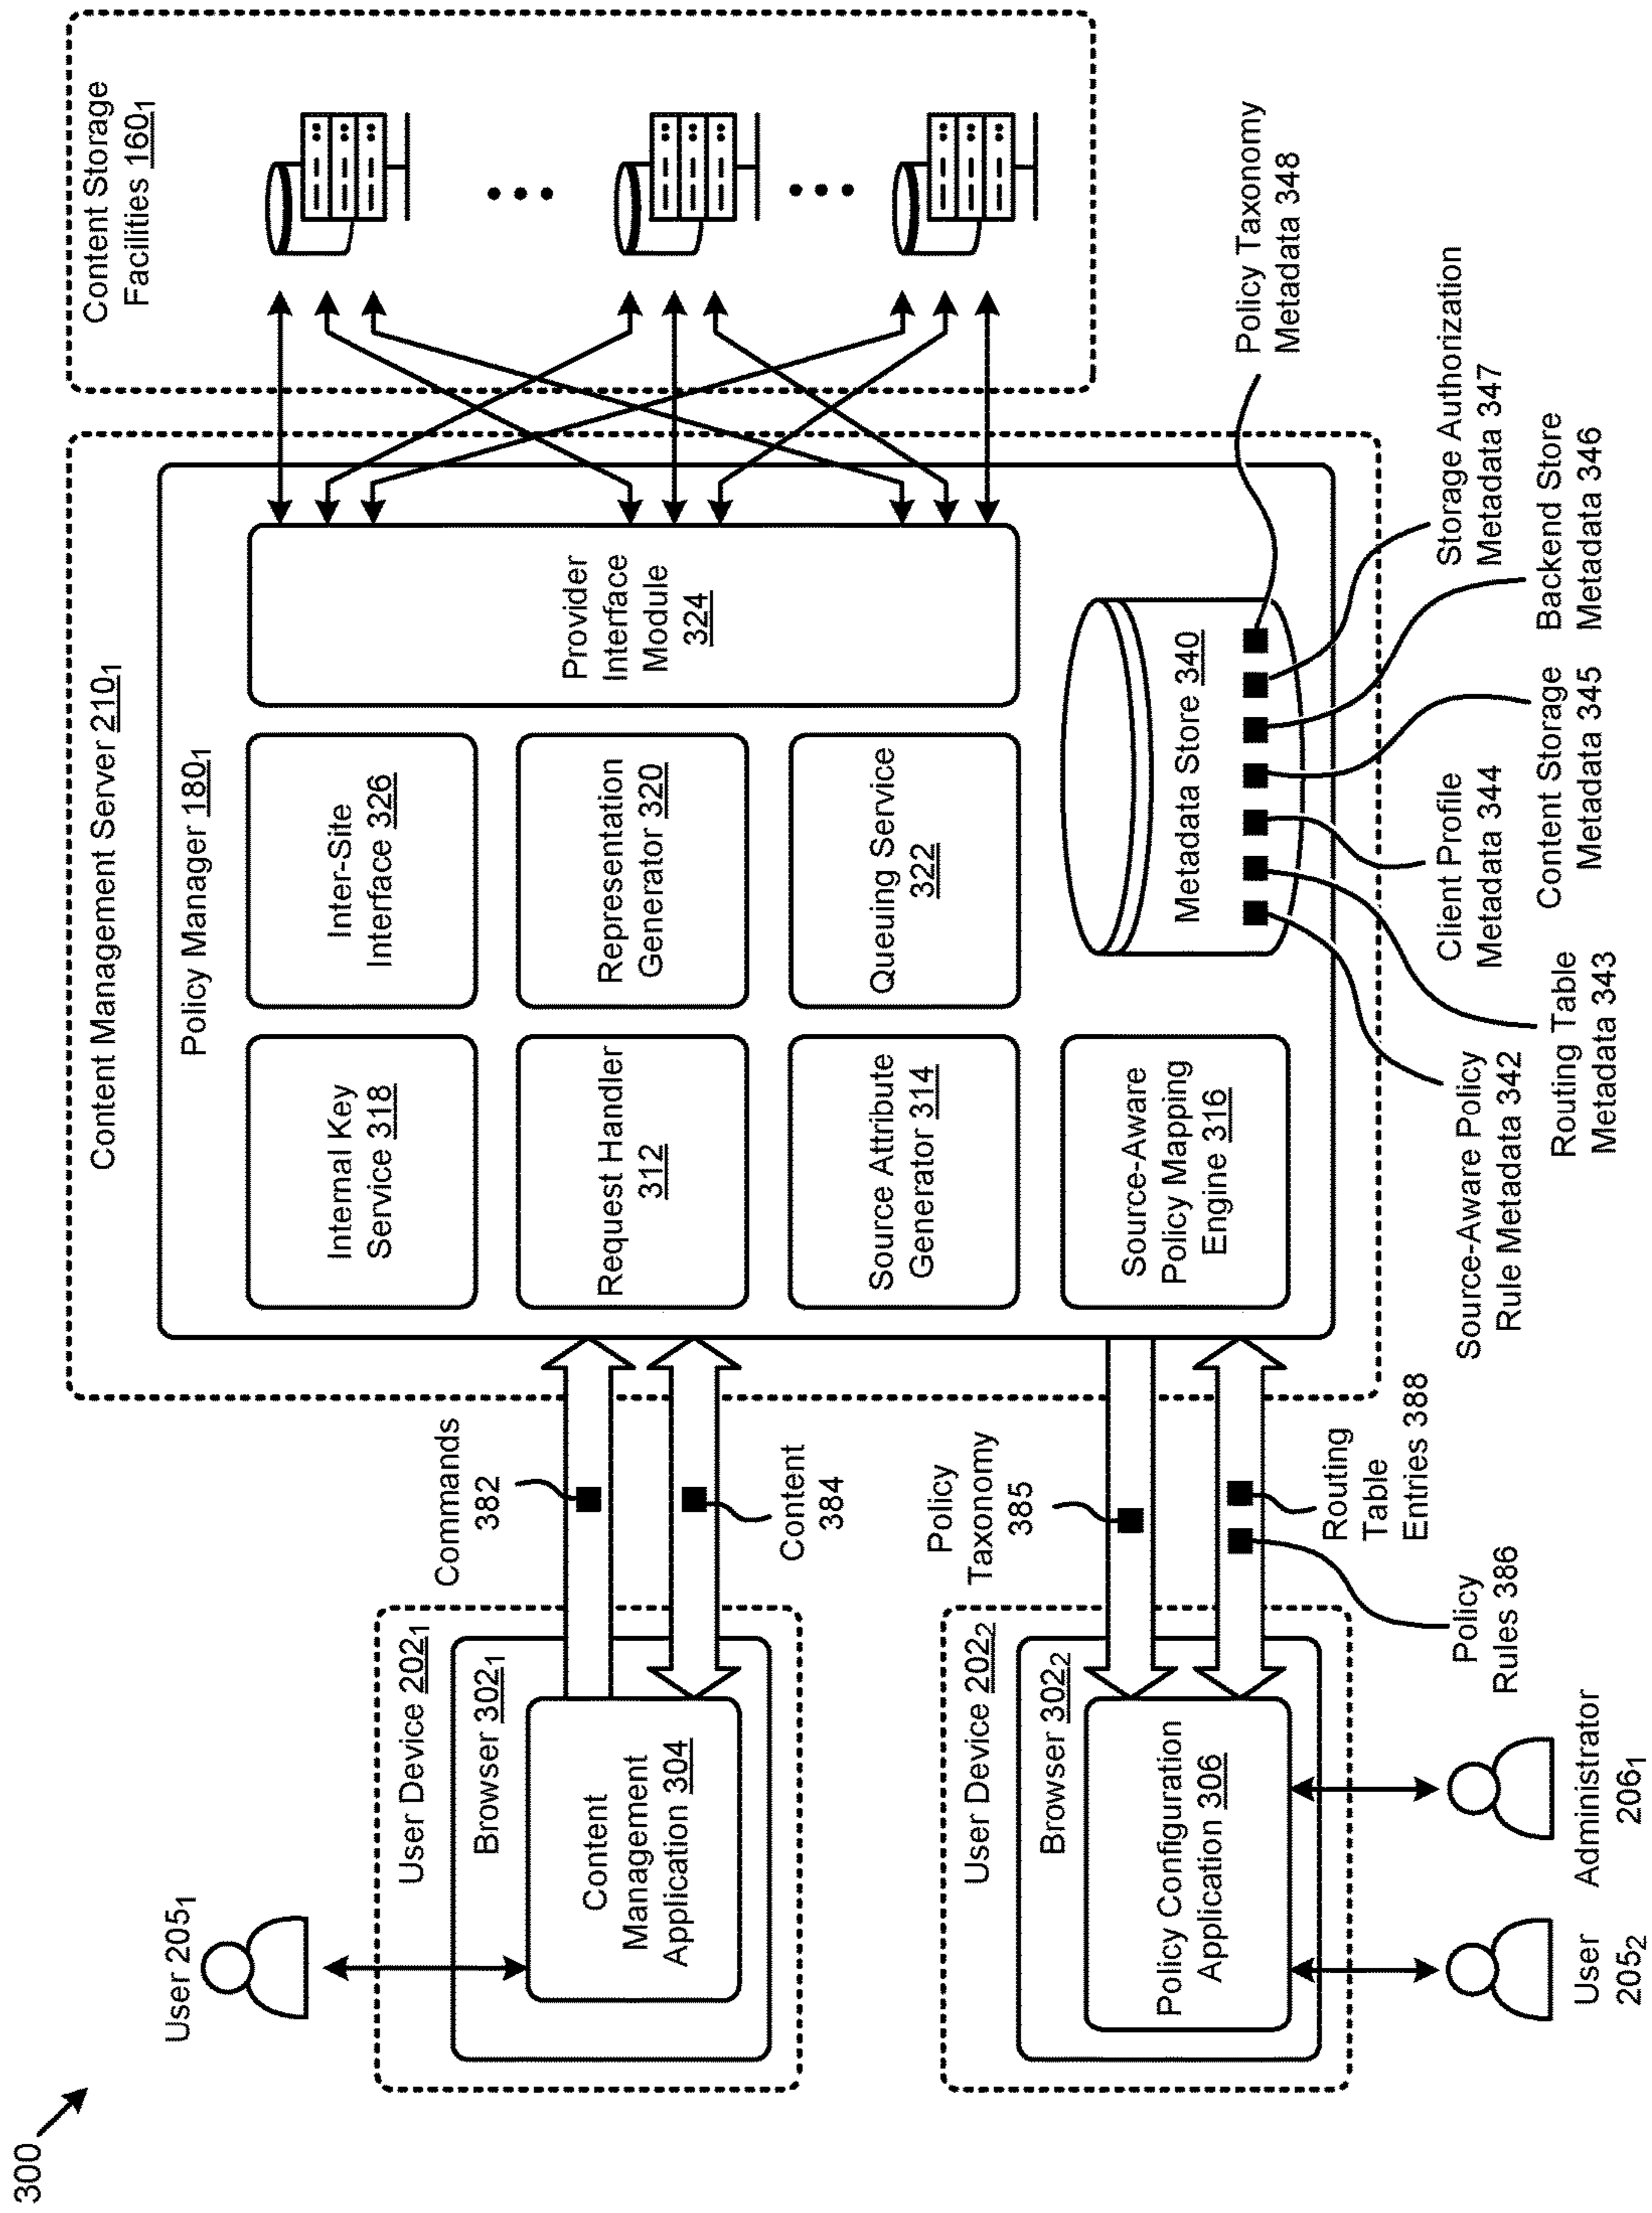 300
User 205₁
User Device 202₁
Browser 302₁
Content
Management
Application 304
User Device 202₂
Browser 302₂
Policy Configuration
Application 306
User
205₂
Administrator
206₁
Commands
382
Content
384
Policy
Taxonomy
385
Policy
Rules 386
Routing
Table
Entries 388
Content Management Server 210₁
Policy Manager 180₁
Internal Key
Service 318
Inter-Site
Interface 326
Request Handler
312
Representation
Generator 320
Source Attribute
Generator 314
Queuing Service
322
Source-Aware
Policy Mapping
Engine 316
Provider
Interface
Module
324
Metadata Store 340
Source-Aware Policy
Rule Metadata 342
Routing Table
Metadata 343
Client Profile
Metadata 344
Content Storage
Metadata 345
Backend Store
Metadata 346
Storage Authorization
Metadata 347
Policy Taxonomy
Metadata 348
Content Storage
Facilities 160₁